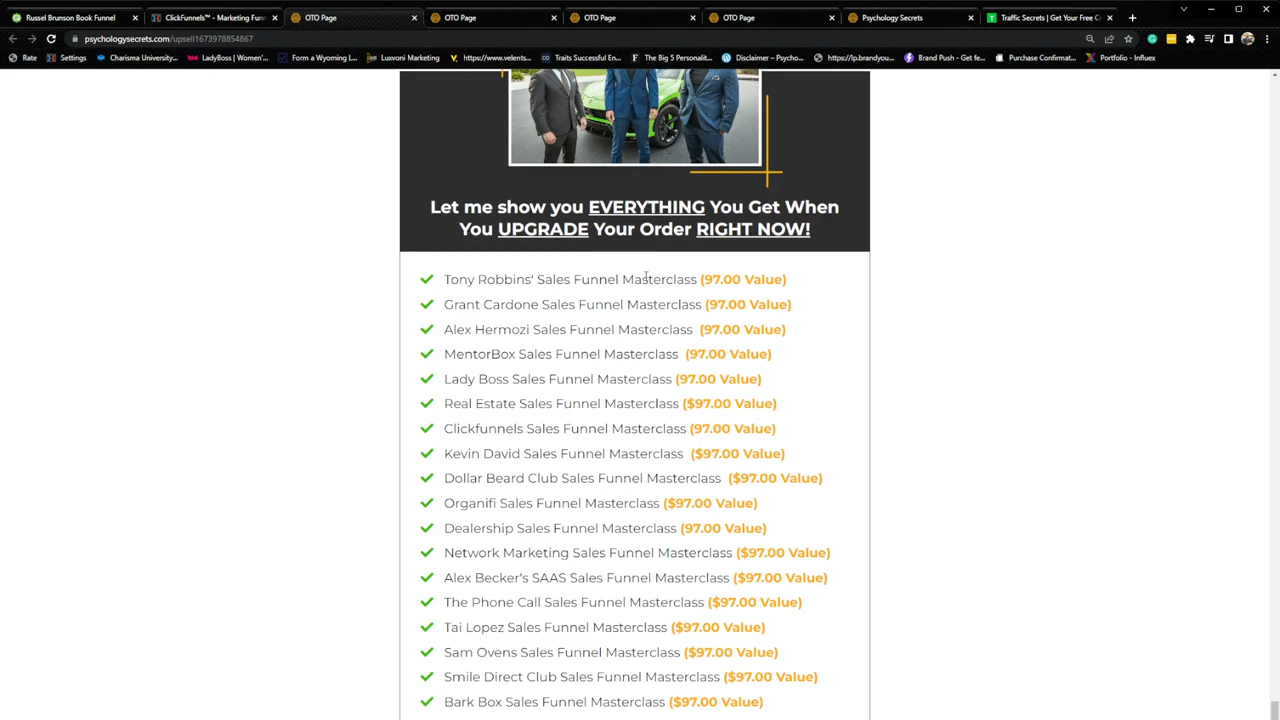 Russel Brunson Book Funnel
ClickFunnels™ - Marketing Funn
OTO Page
OTO Page
OTO Page
OTO Page
Psychology Secrets
Traffic Secrets | Get Your Free C
psychologysecrets.com/upsell1673978854867
Rate
Settings
Charisma University...
LadyBoss | Women'...
Form a Wyoming L...
Luxvoni Marketing
https://www.velents...
Traits Successful En...
The Big 5 Personalit...
Disclaimer – Psycho...
https://lp.brandyou...
Brand Push - Get fe...
Purchase Confirmat...
Portfolio - Influex
Let me show you EVERYTHING You Get When
You UPGRADE Your Order RIGHT NOW!
Tony Robbins' Sales Funnel Masterclass (97.00 Value)
Grant Cardone Sales Funnel Masterclass (97.00 Value)
Alex Hermozi Sales Funnel Masterclass (97.00 Value)
MentorBox Sales Funnel Masterclass (97.00 Value)
Lady Boss Sales Funnel Masterclass (97.00 Value)
Real Estate Sales Funnel Masterclass ($97.00 Value)
Clickfunnels Sales Funnel Masterclass (97.00 Value)
Kevin David Sales Funnel Masterclass ($97.00 Value)
Dollar Beard Club Sales Funnel Masterclass ($97.00 Value)
Organifi Sales Funnel Masterclass ($97.00 Value)
Dealership Sales Funnel Masterclass (97.00 Value)
Network Marketing Sales Funnel Masterclass ($97.00 Value)
Alex Becker's SAAS Sales Funnel Masterclass ($97.00 Value)
The Phone Call Sales Funnel Masterclass ($97.00 Value)
Tai Lopez Sales Funnel Masterclass ($97.00 Value)
Sam Ovens Sales Funnel Masterclass ($97.00 Value)
Smile Direct Club Sales Funnel Masterclass ($97.00 Value)
Bark Box Sales Funnel Masterclass ($97.00 Value)